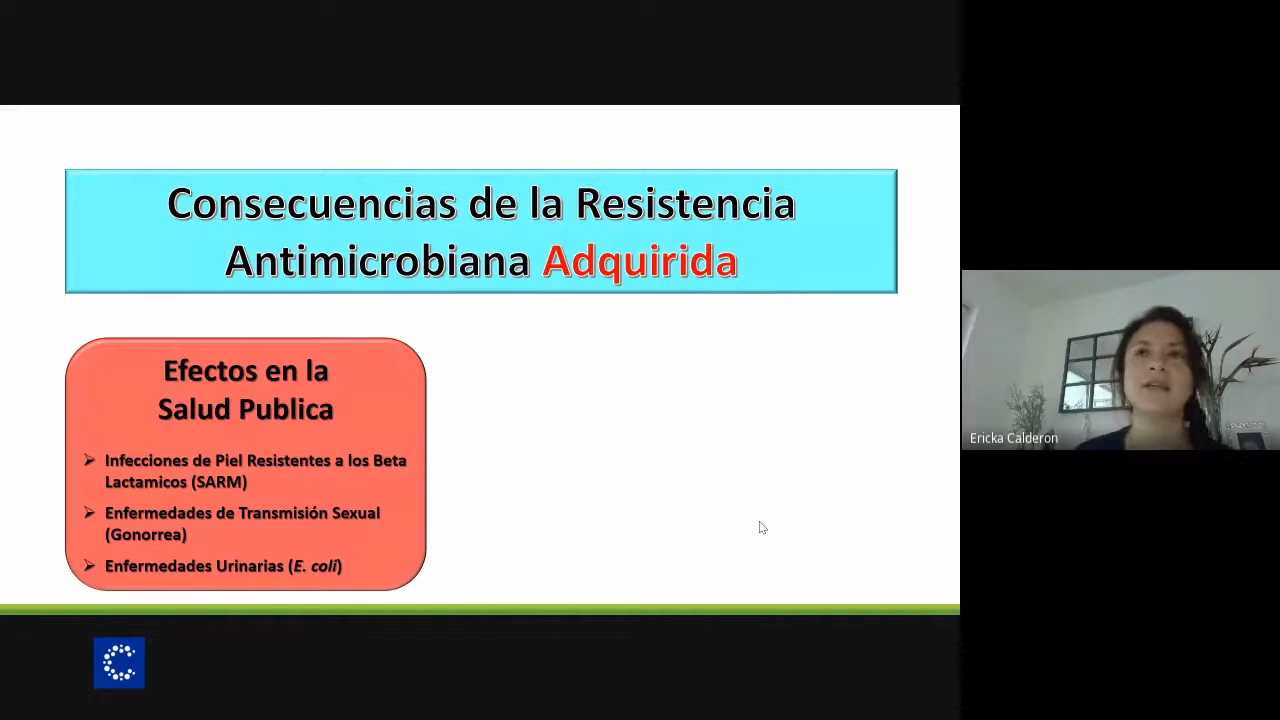 Consecuencias de la Resistencia
Antimicrobiana Adquirida
Efectos en la
Salud Publica
➢ Infecciones de Piel Resistentes a los Beta
Lactamicos (SARM)
➢ Enfermedades de Transmisión Sexual
(Gonorrea)
➢ Enfermedades Urinarias (E. coli)
Ericka Calderon